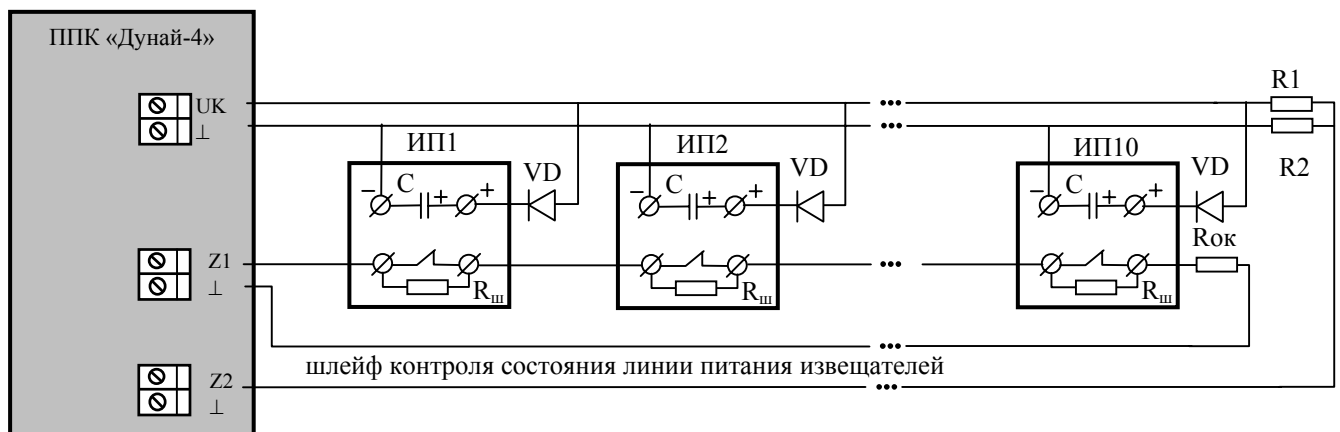 ППК «Дунай-4»
UK
⊥
R1
R2
ИП1
ИП2
ИП10
− C + + VD
− C + + VD
− C + + VD
Rок
Z1
⊥
Rш
Rш
Rш
шлейф контроля состояния линии питания извещателей
Z2
⊥